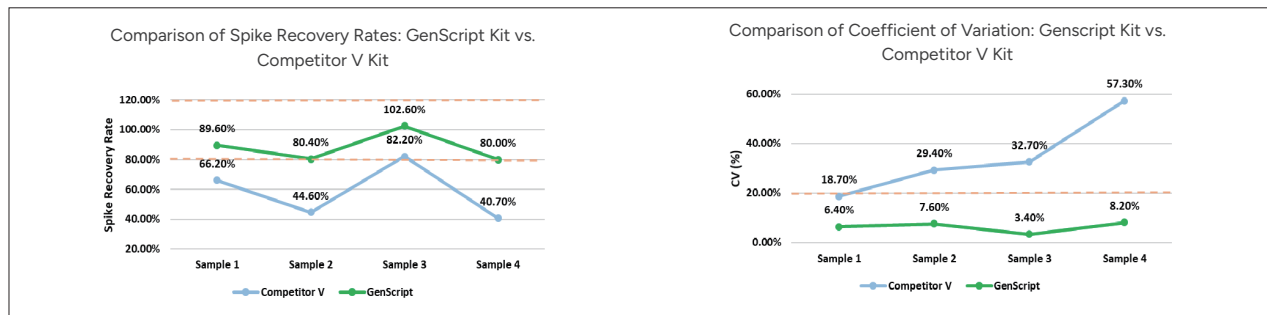 Comparison of Spike Recovery Rates: GenScript Kit vs.
Competitor V Kit
120.00%
100.00%
80.00%
60.00%
40.00%
20.00%
Spike Recovery Rate
89.60%
80.40%
102.60%
80.00%
66.20%
44.60%
82.20%
40.70%
Sample 1
Sample 2
Sample 3
Sample 4
Competitor V
GenScript
Comparison of Coefficient of Variation: Genscript Kit vs.
Competitor V Kit
60.00%
40.00%
20.00%
0.00%
CV (%)
18.70%
29.40%
32.70%
57.30%
6.40%
7.60%
3.40%
8.20%
Sample 1
Sample 2
Sample 3
Sample 4
Competitor V
GenScript